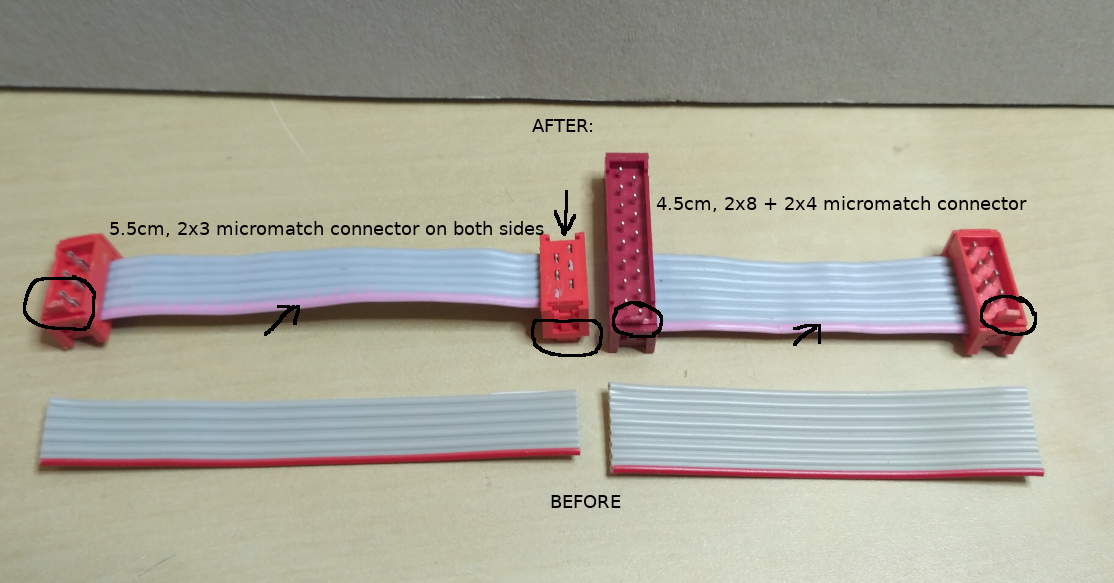 AFTER:
4.5cm, 2x8 + 2x4 micromatch connector
5.5cm, 2x3 micromatch connector on both sides
BEFORE